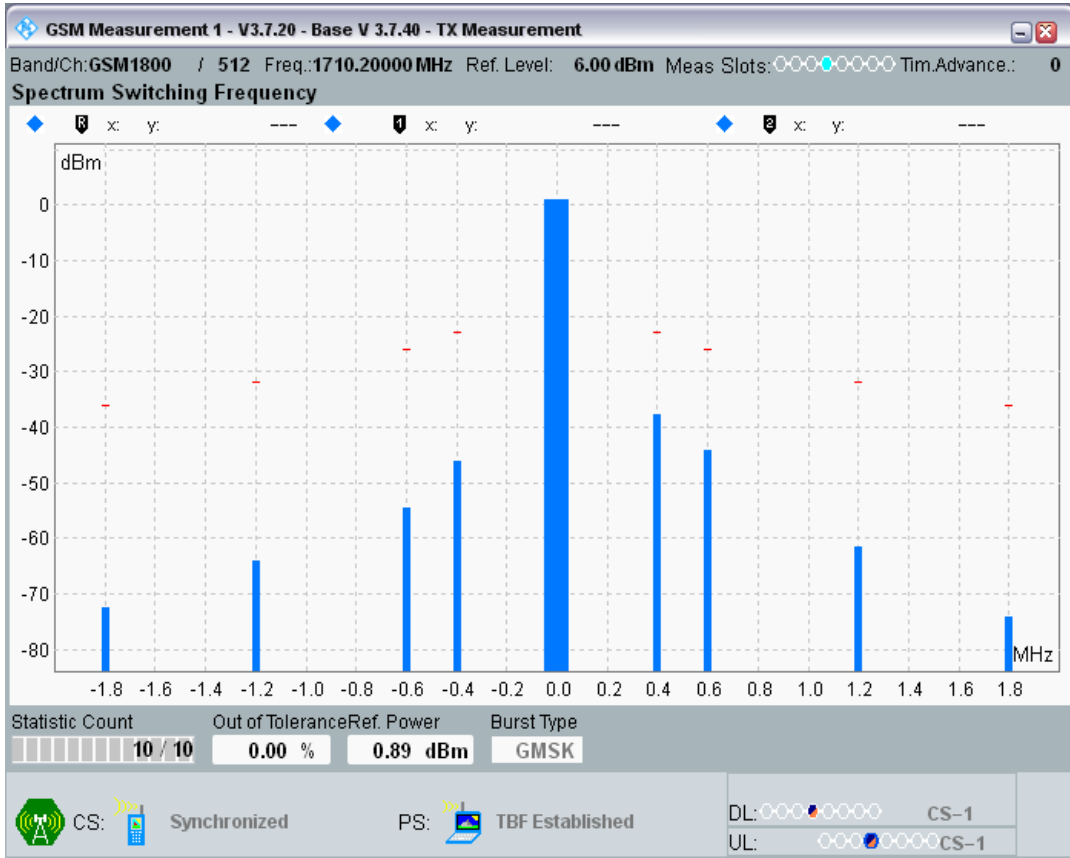 GSM Measurement 1 - V3.7.20 - Base V 3.7.40 - TX Measurement
Band/Ch:GSM1800 / 512 Freq.:1710.20000 MHz Ref. Level: 6.00 dBm Meas Slots: Tim.Advance.: 0
Spectrum Switching Frequency
R x: y: --- 1 x: y: --- 2 x: y: ---
dBm
0
-10
-20
-30
-40
-50
-60
-70
-80
MHz
-1.8 -1.6 -1.4 -1.2 -1.0 -0.8 -0.6 -0.4 -0.2 0.0 0.2 0.4 0.6 0.8 1.0 1.2 1.4 1.6 1.8
Statistic Count Out of Tolerance Ref. Power Burst Type
10 / 10 0.00 % 0.89 dBm GMSK
CS: Synchronized PS: TBF Established DL: CS-1
UL: CS-1